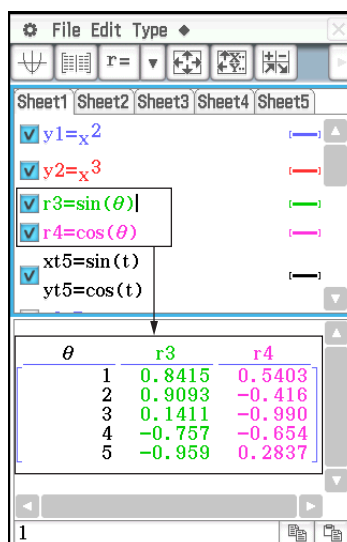 File Edit Type
r=
Sheet1 Sheet2 Sheet3 Sheet4 Sheet5
y1=x2
y2=x3
r3=sin(θ)
r4=cos(θ)
xt5=sin(t)
yt5=cos(t)
θ r3 r4
1 0.8415 0.5403
2 0.9093 -0.416
3 0.1411 -0.990
4 -0.757 -0.654
5 -0.959 0.2837
1